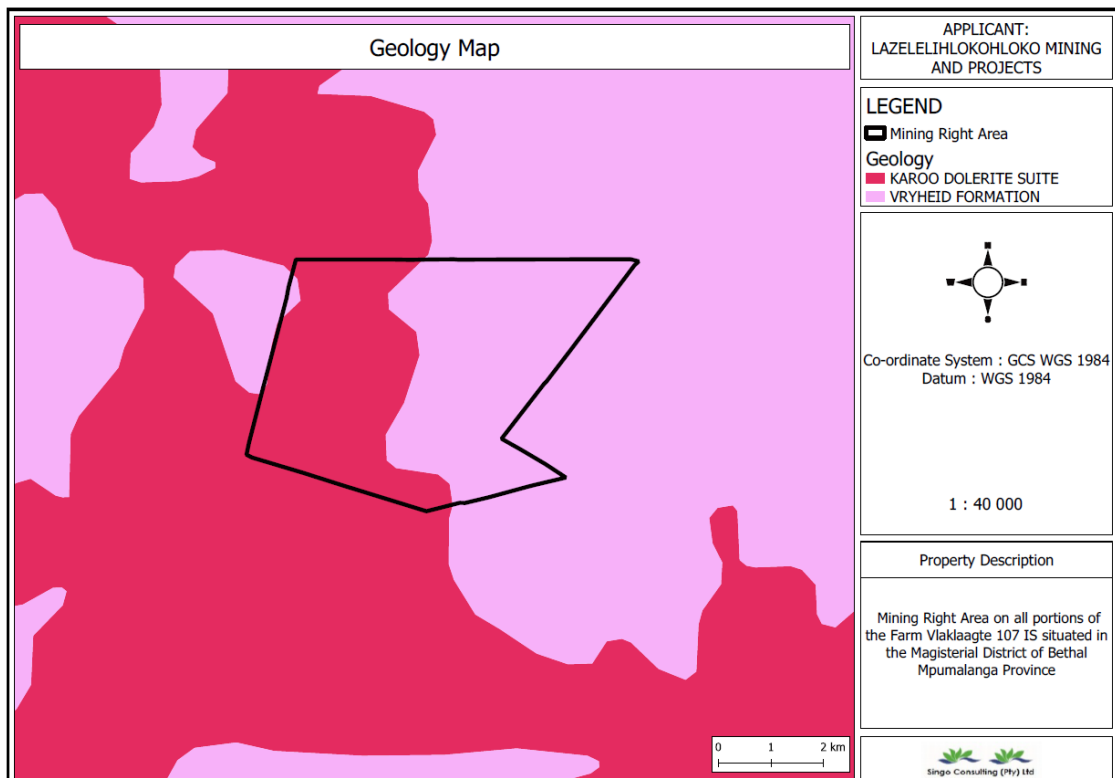 Geology Map
APPLICANT:
LAZELELIHLOKOHLOKO MINING
AND PROJECTS
LEGEND
Mining Right Area
Geology
KAROO DOLERITE SUITE
VRYHEID FORMATION
Co-ordinate System : GCS WGS 1984
Datum : WGS 1984
1 : 40 000
Property Description
Mining Right Area on all portions of
the Farm Vlaklaagte 107 IS situated in
the Magisterial District of Bethal
Mpumalanga Province
0 1 2 km
Singo Consulting (Pty) Ltd